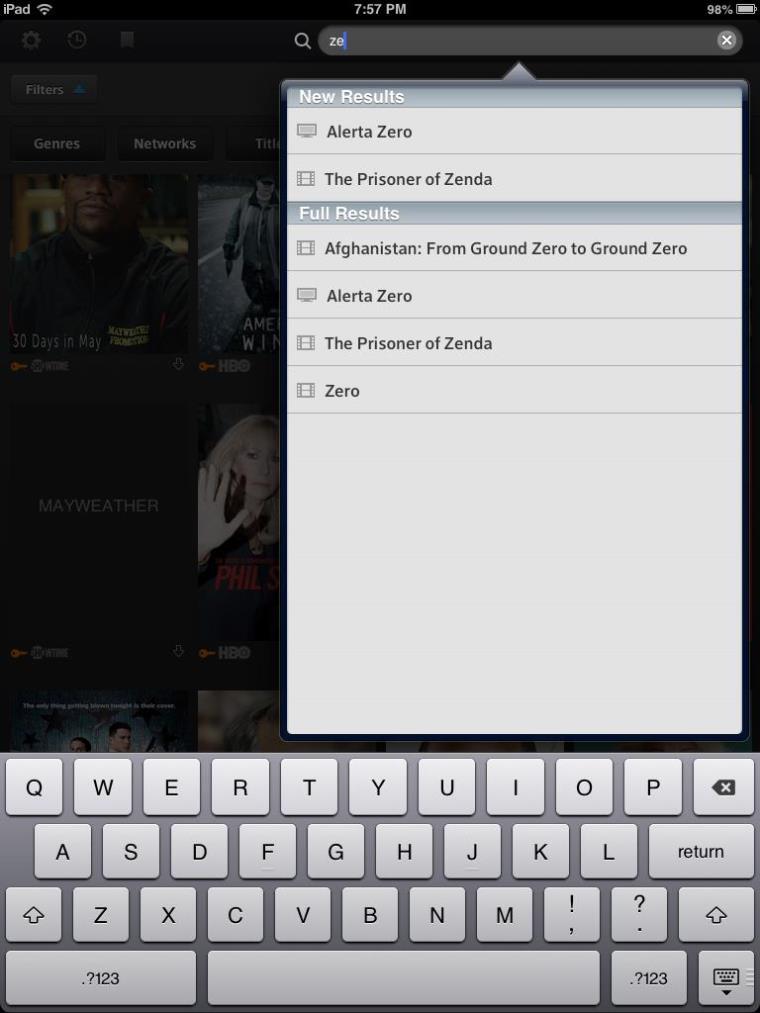 iPad 7:57 PM 98%
ze
Filters
Genres Networks Titl
New Results
Alerta Zero
The Prisoner of Zenda
Full Results
Afghanistan: From Ground Zero to Ground Zero
Alerta Zero
The Prisoner of Zenda
Zero
30 Days in May
MAYWEATHER
PROMOTIONS
AME
WIN
SHOWTIME HBO
MAYWEATHER
PHIL S
SHOWTIME HBO
The only thing getting blown tonight is their cover.
Q W E R T Y U I O P
A S D F G H J K L return
Z X C V B N M ! , ? .
.?123 .?123